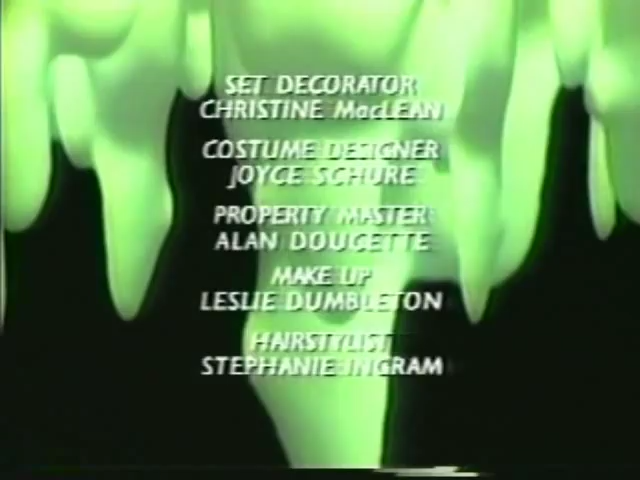 SET DECORATOR
CHRISTINE MacLEAN
COSTUME DESIGNER
JOYCE SCHURE
PROPERTY MASTER
ALAN DOUCETTE
MAKE UP
LESLIE DUMBLETON
HAIRSTYLIST
STEPHANIE INGRAM